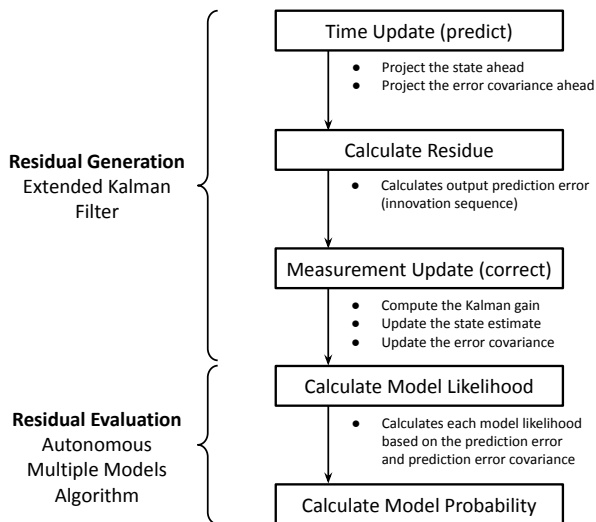 Time Update (predict)
● Project the state ahead
● Project the error covariance ahead
Residual Generation
Extended Kalman
Filter
Calculate Residue
● Calculates output prediction error
(innovation sequence)
Measurement Update (correct)
● Compute the Kalman gain
● Update the state estimate
● Update the error covariance
Calculate Model Likelihood
Residual Evaluation
Autonomous
Multiple Models
Algorithm
● Calculates each model likelihood
based on the prediction error
and prediction error covariance
Calculate Model Probability